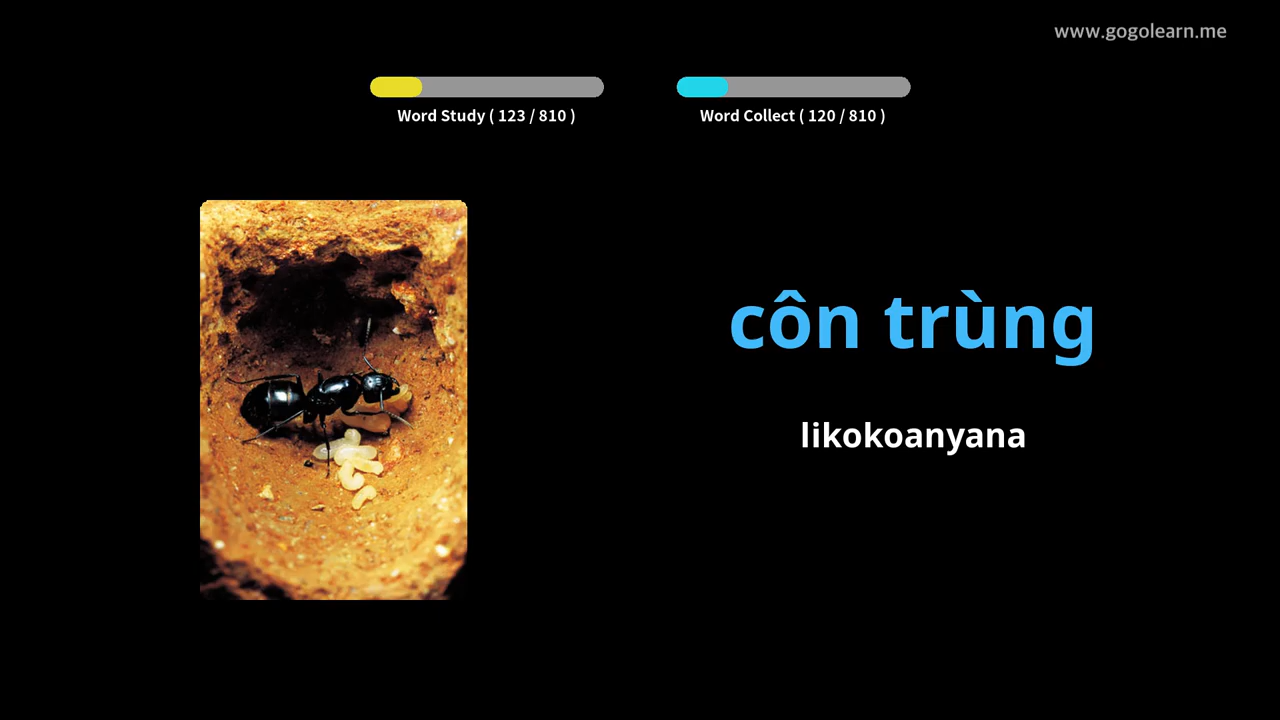 www.gogolearn.me
Word Study ( 123 / 810 )
Word Collect ( 120 / 810 )
côn trùng
likokoanyana